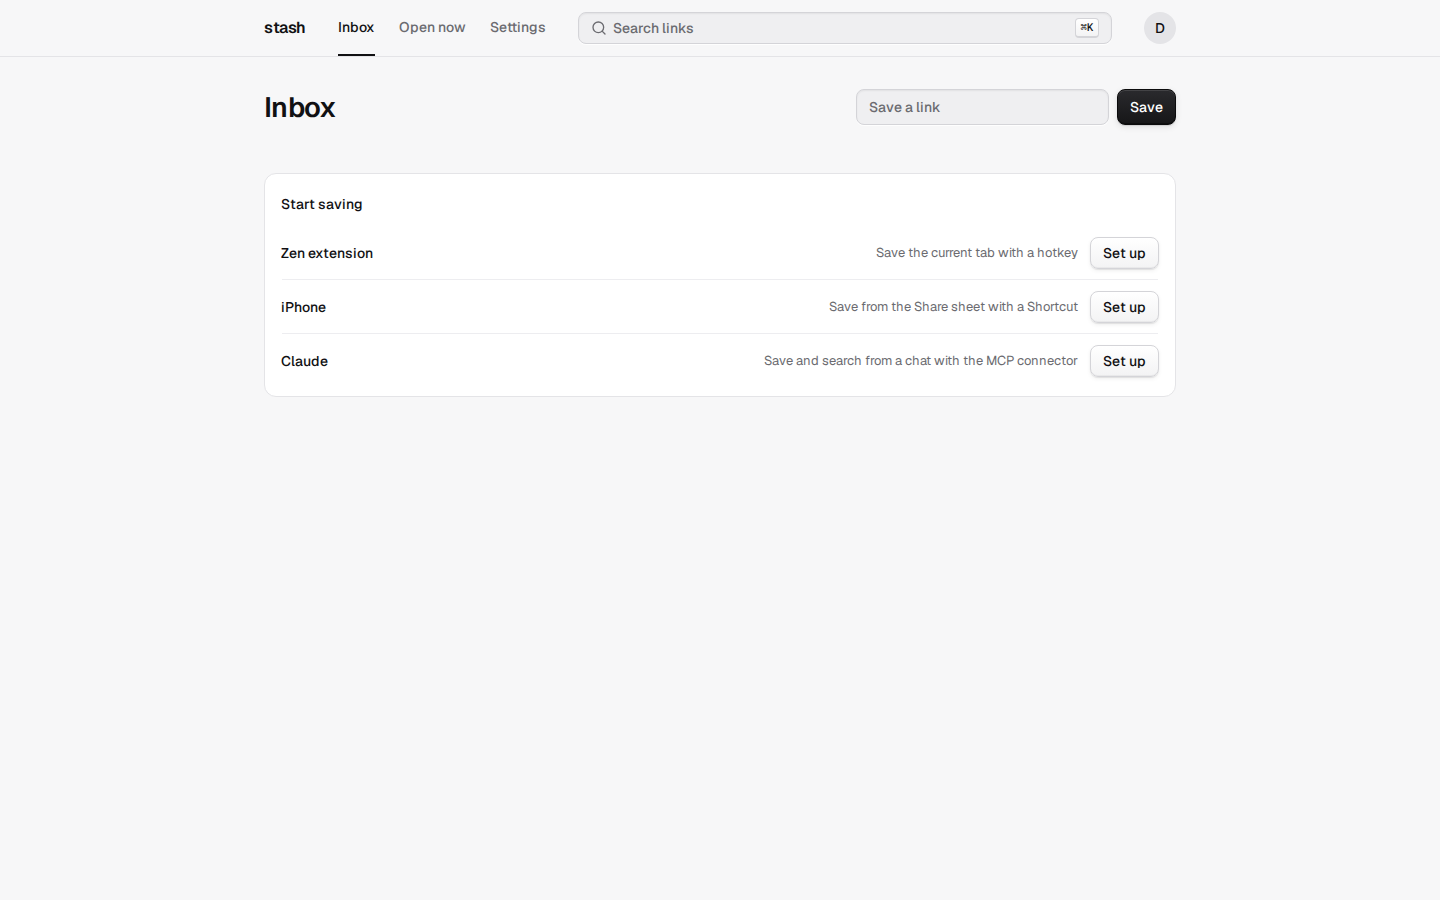 stash Inbox Open now Settings Search links ⌘K D
Inbox Save a link Save
Start saving
Zen extension Save the current tab with a hotkey Set up
iPhone Save from the Share sheet with a Shortcut Set up
Claude Save and search from a chat with the MCP connector Set up